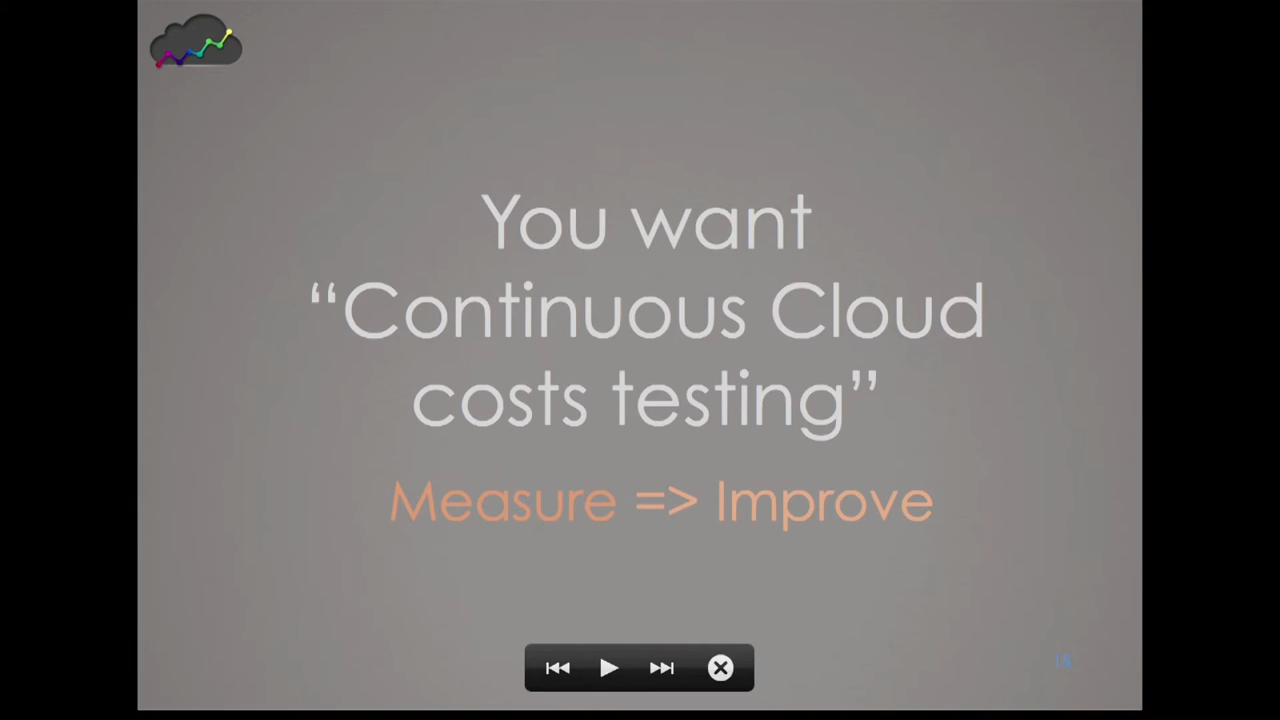 You want
“Continuous Cloud
costs testing”
Measure => Improve